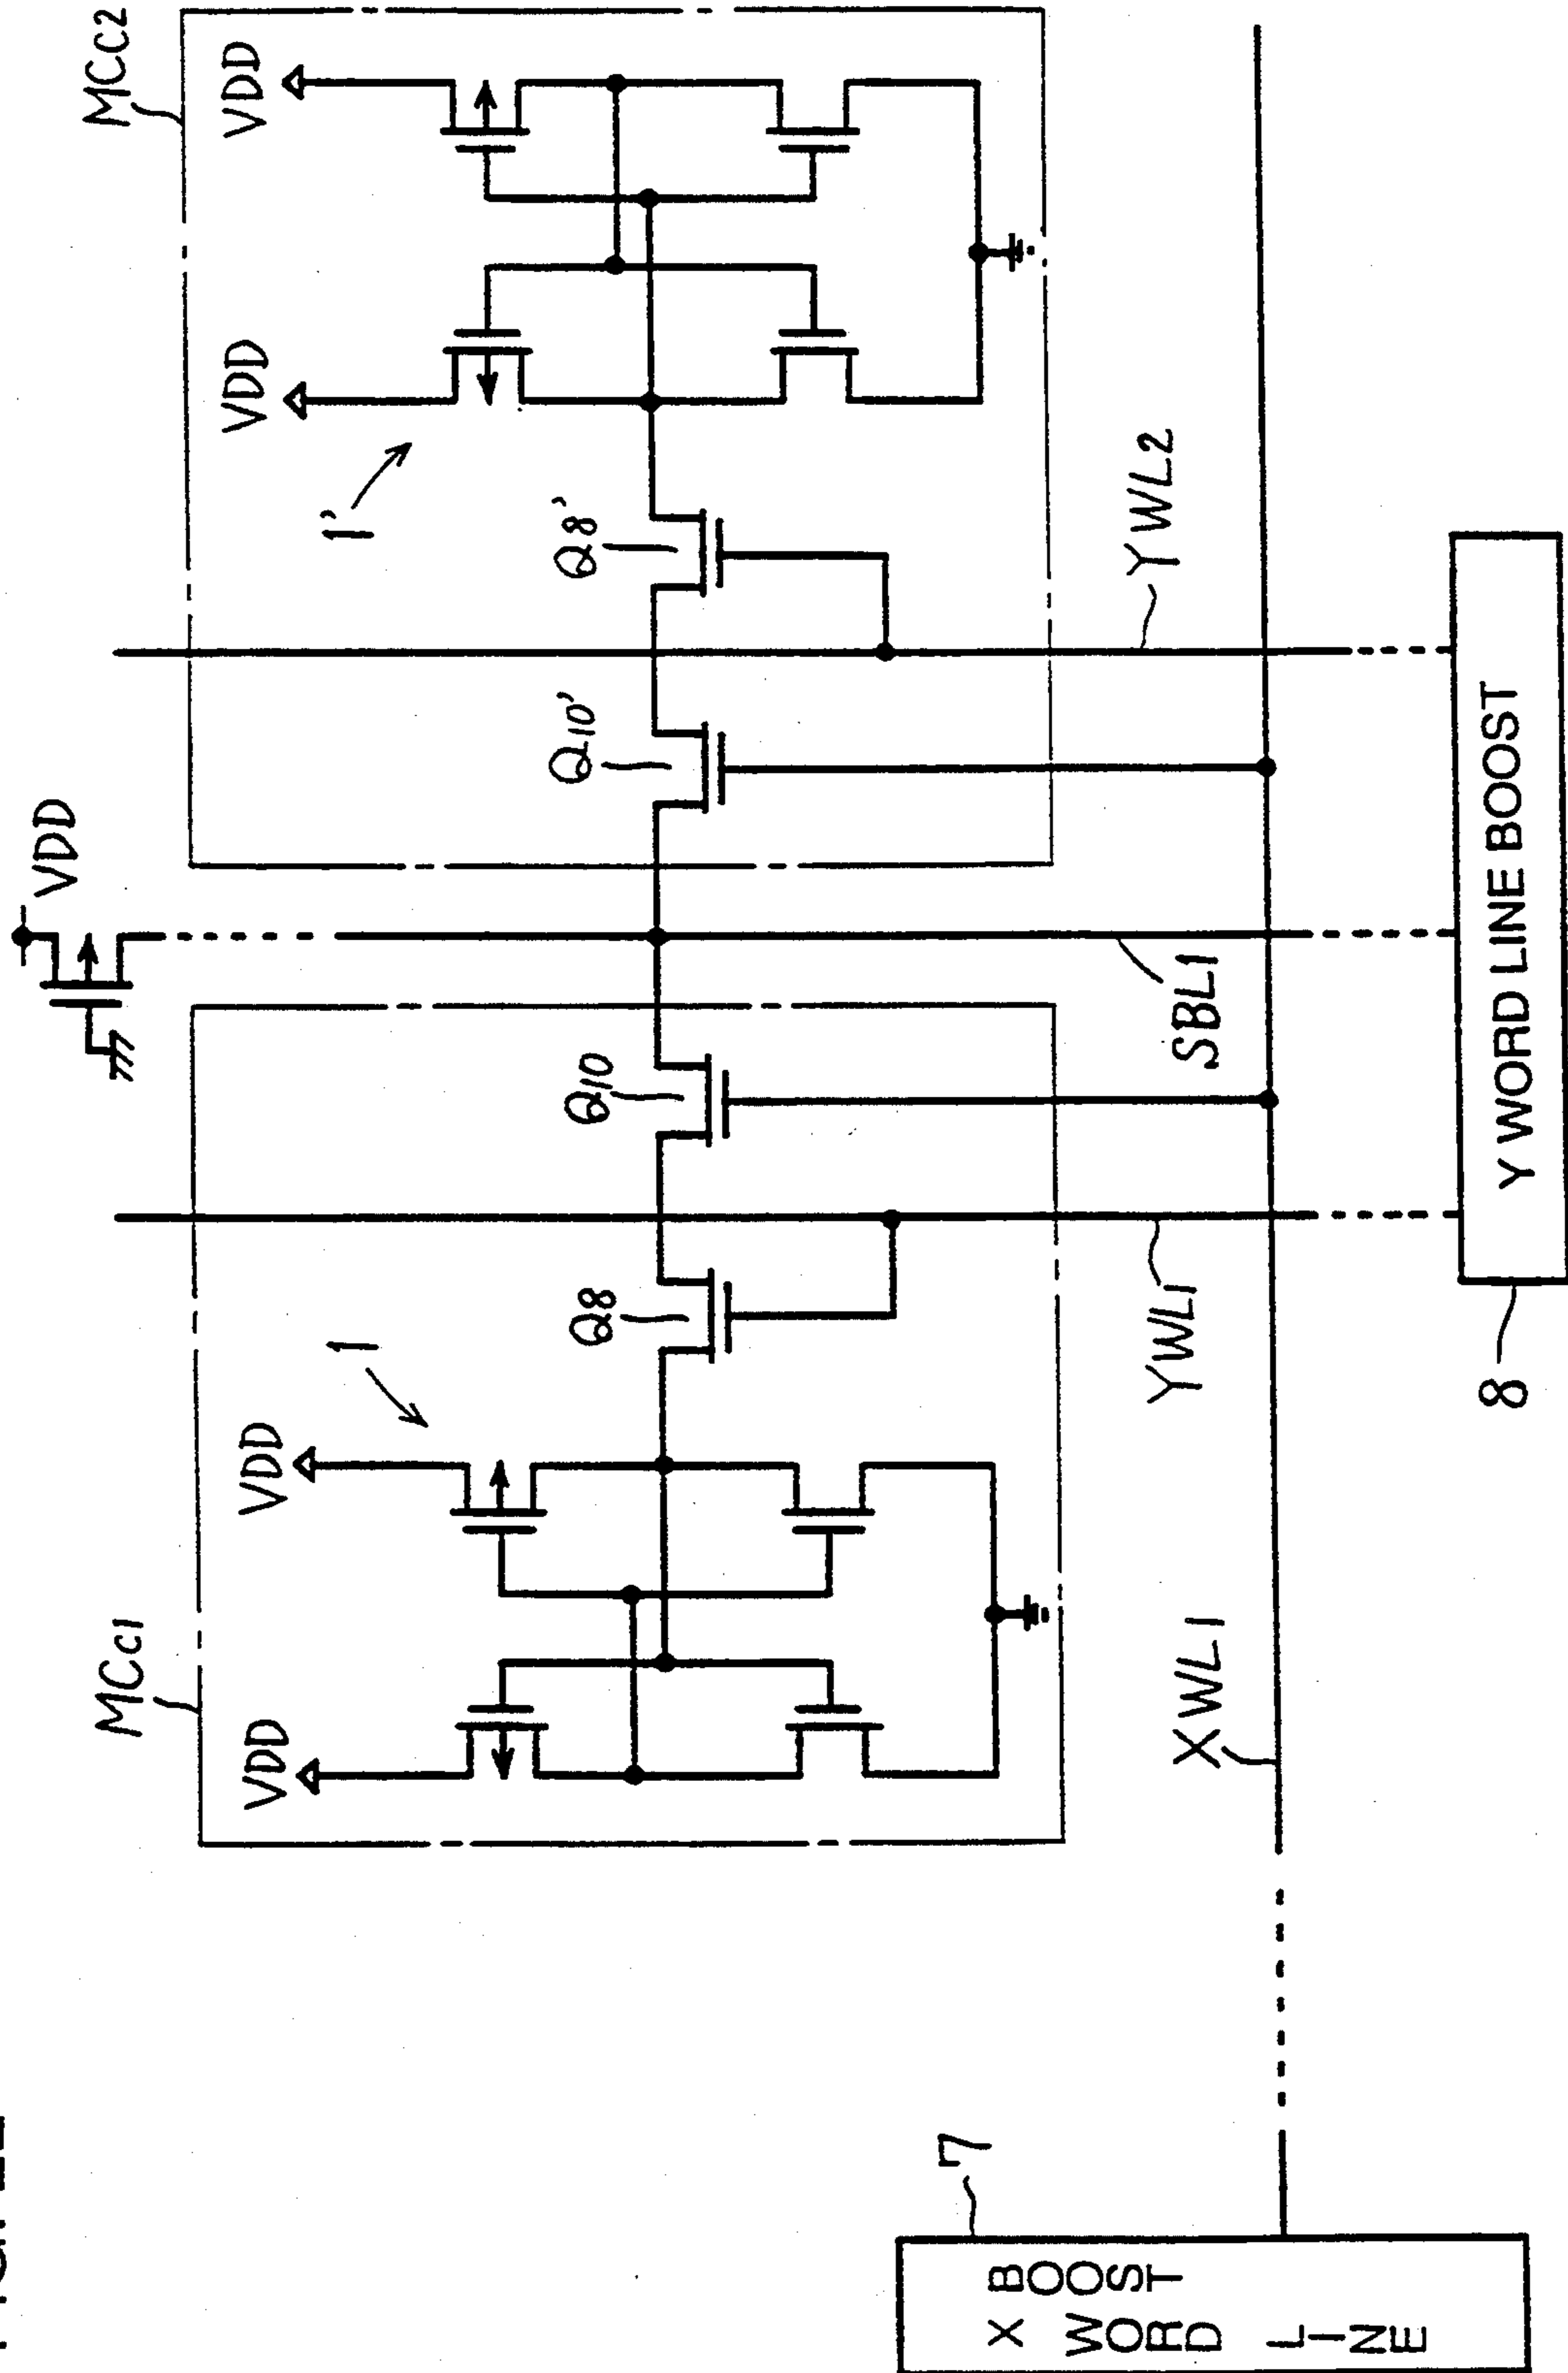 VDD
MCC1
MCC2
VDD
VDD
VDD
VDD
1
1'
Q8
Q10
Q10'
Q8'
7
X WORD LINE
BOOST
XWL1
YWL1
SBL1
YWL2
8
Y WORD LINE BOOST